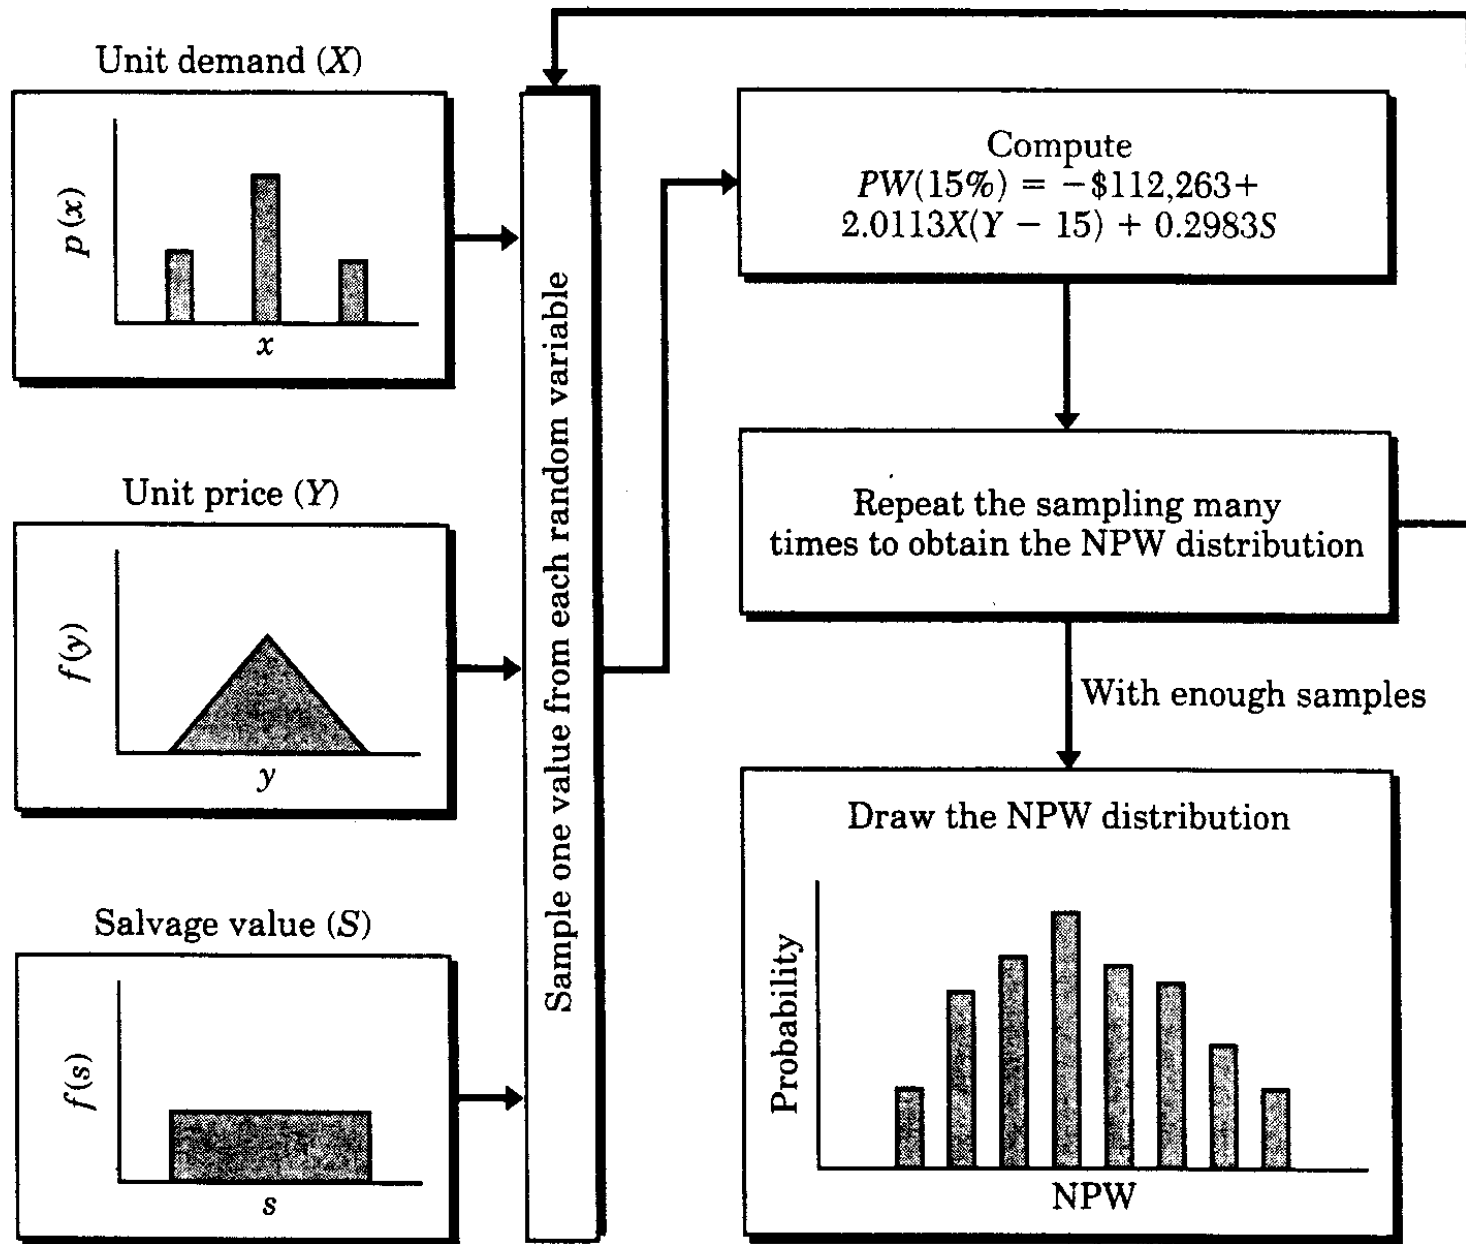 Unit demand (X)
p(x)
x
Unit price (Y)
f(y)
y
Salvage value (S)
f(s)
s
Sample one value from each random variable
Compute
PW(15%) = −$112,263+
2.0113X(Y − 15) + 0.2983S
Repeat the sampling many
times to obtain the NPW distribution
With enough samples
Draw the NPW distribution
Probability
NPW